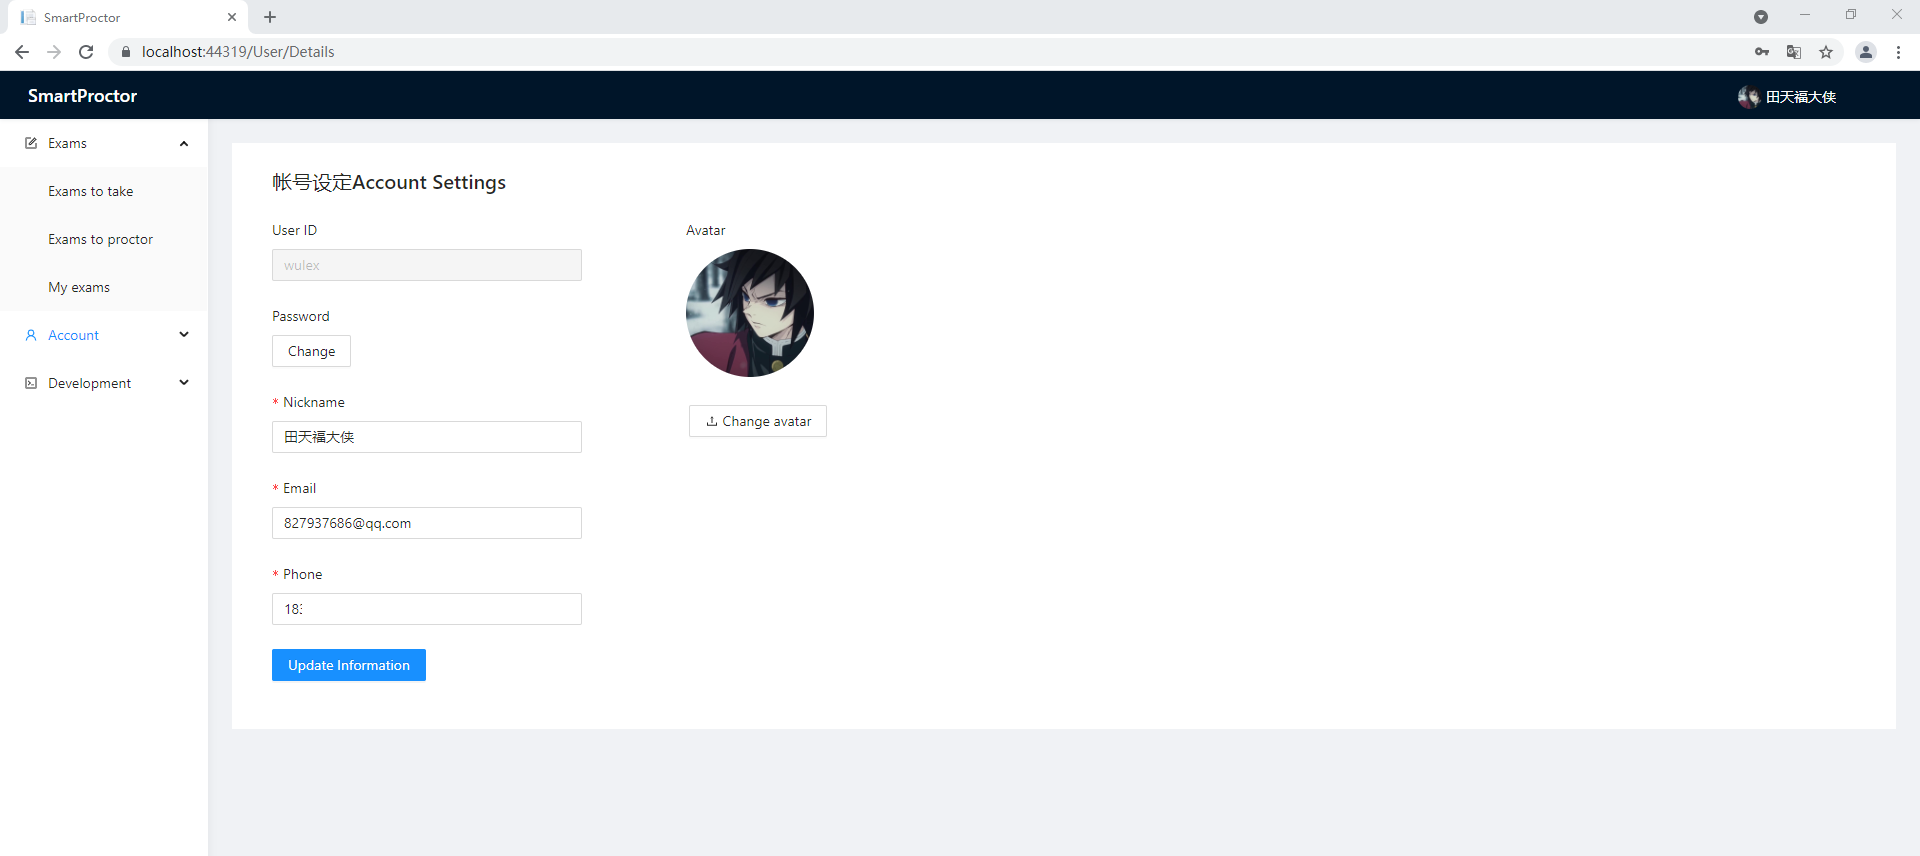 SmartProctor
localhost:44319/User/Details
SmartProctor
田天福大侠
Exams
Exams to take
Exams to proctor
My exams
Account
Development
帐号设定Account Settings
User ID
wulex
Password
Change
* Nickname
田天福大侠
* Email
827937686@qq.com
* Phone
18
Update Information
Avatar
Change avatar